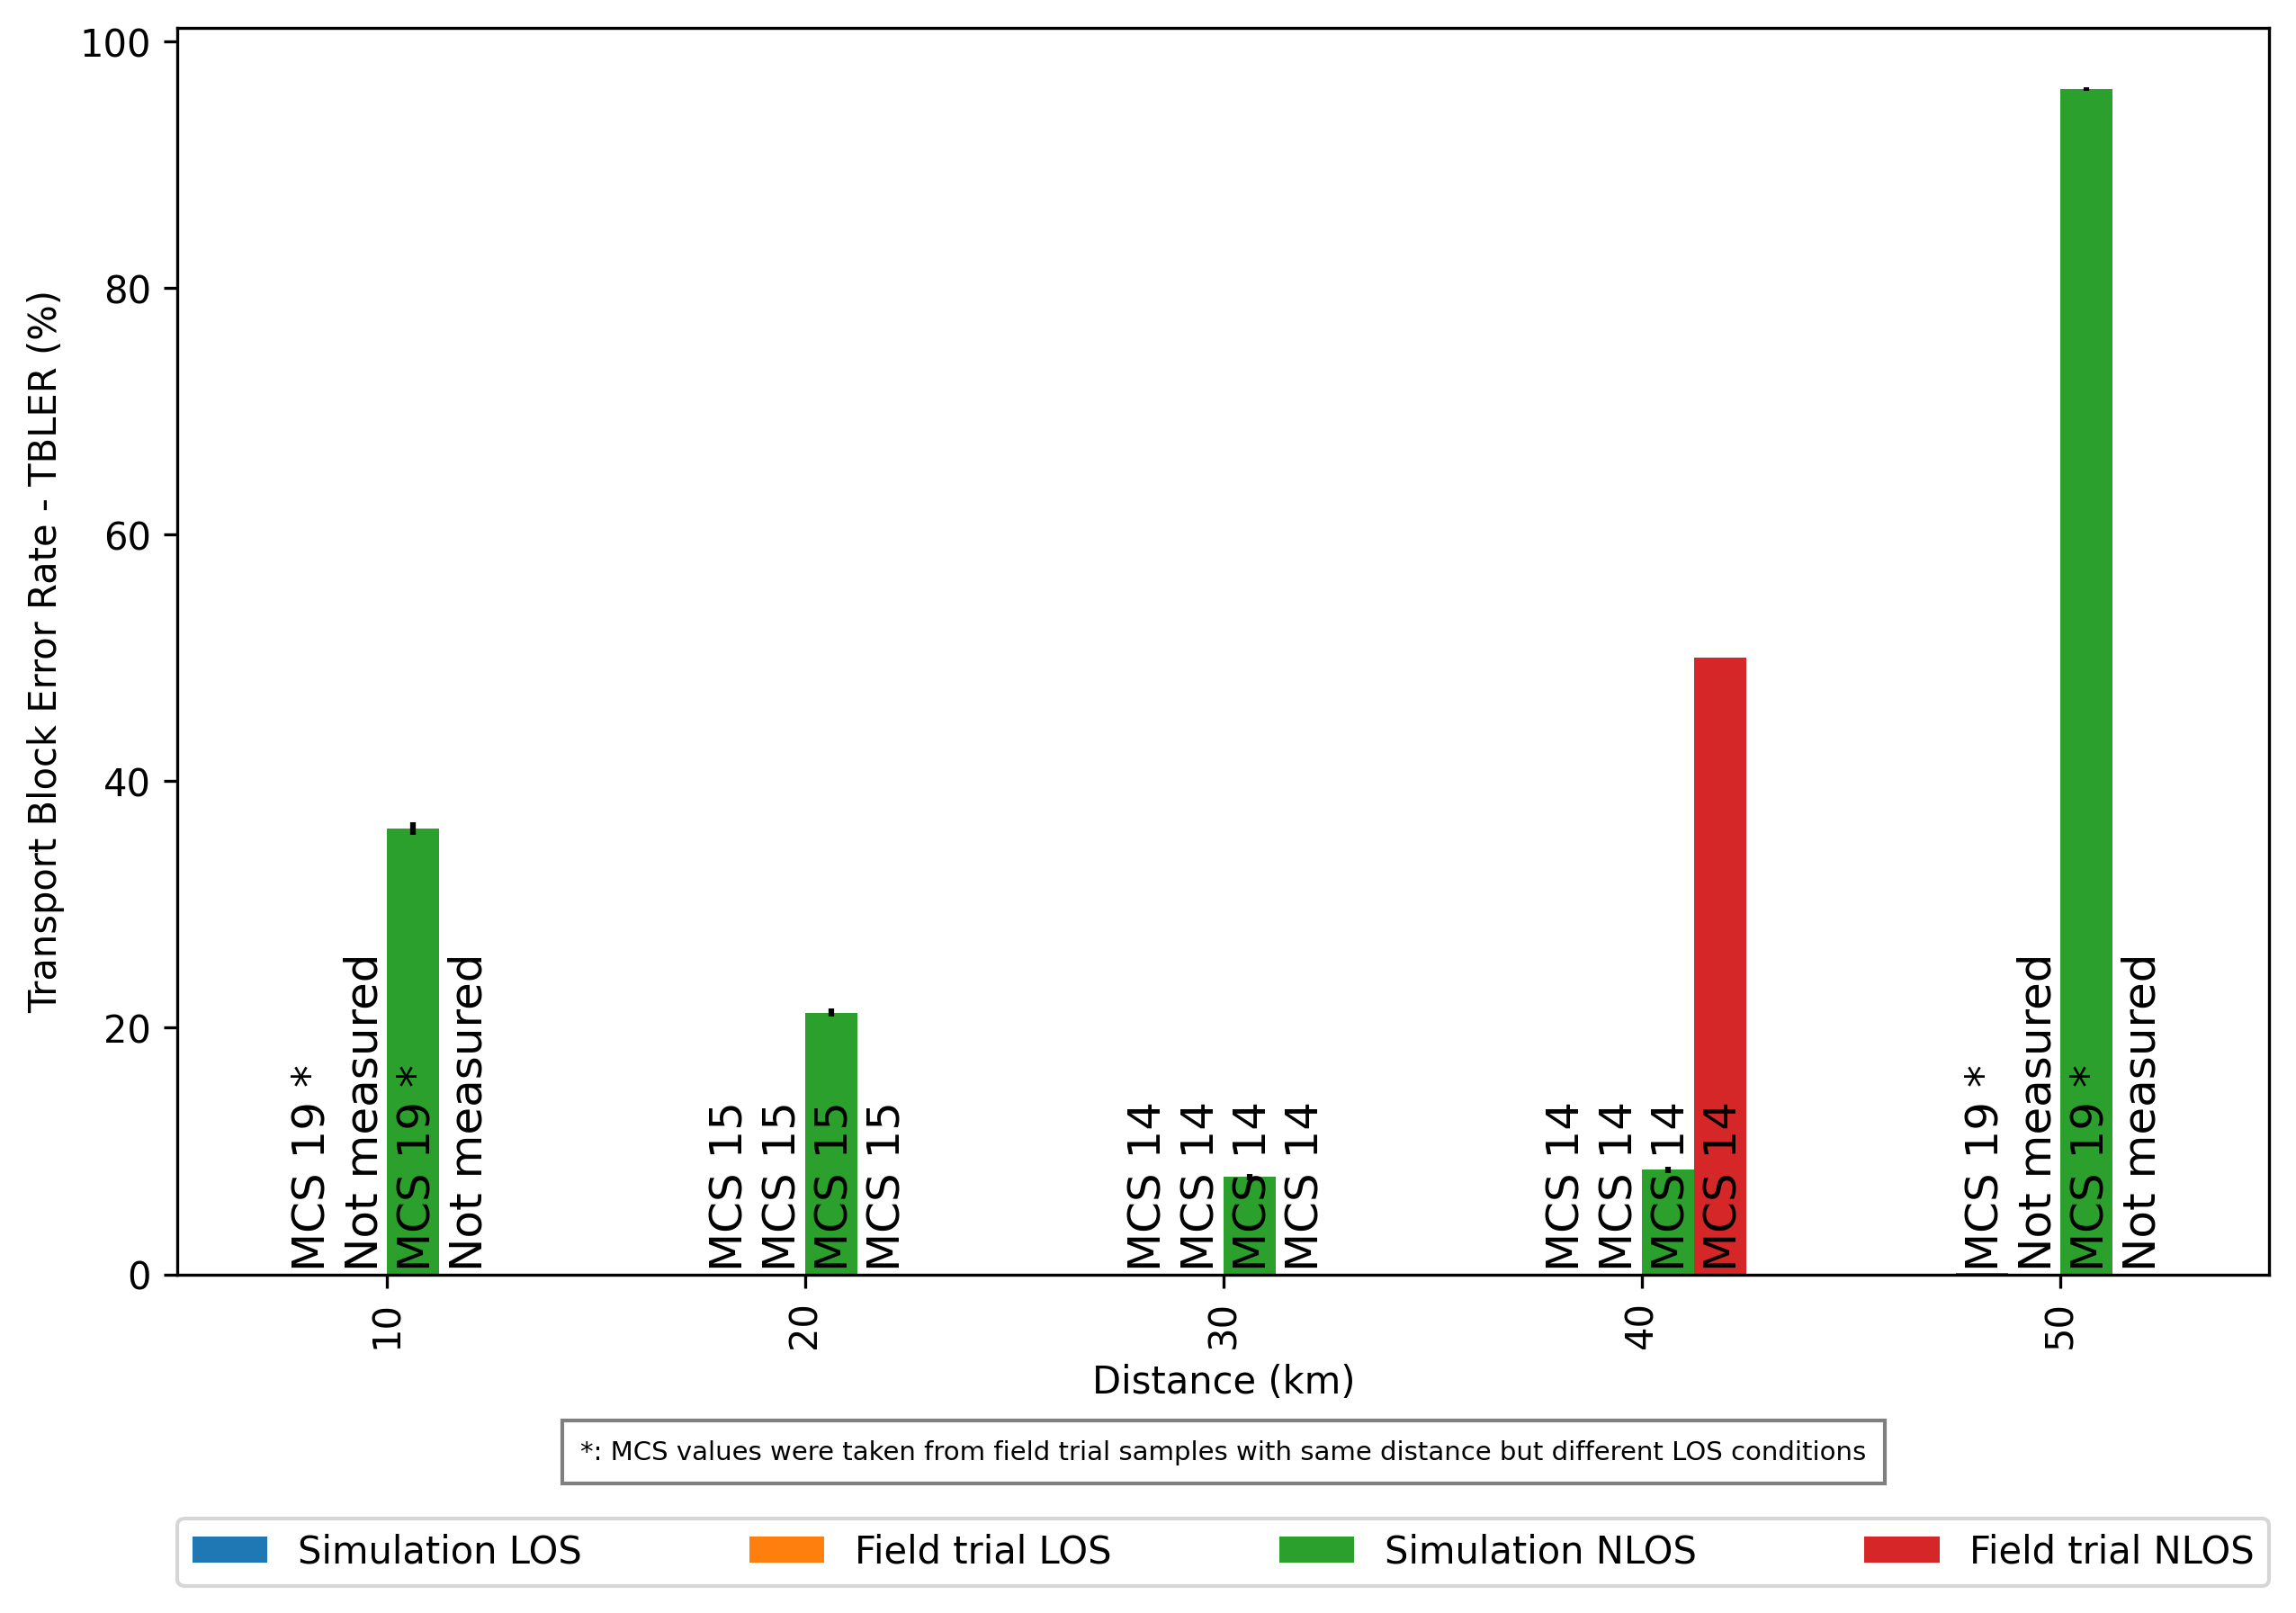 Transport Block Error Rate - TBLER (%)
100
80
60
40
20
0
MCS 19 *
Not measured
MCS 19 *
Not measured
MCS 15
MCS 15
MCS 15
MCS 15
MCS 14
MCS 14
MCS 14
MCS 14
MCS 14
MCS 14
MCS 14
MCS 14
MCS 19 *
Not measured
MCS 19 *
Not measured
10
20
30
40
50
Distance (km)
*: MCS values were taken from field trial samples with same distance but different LOS conditions
Simulation LOS
Field trial LOS
Simulation NLOS
Field trial NLOS